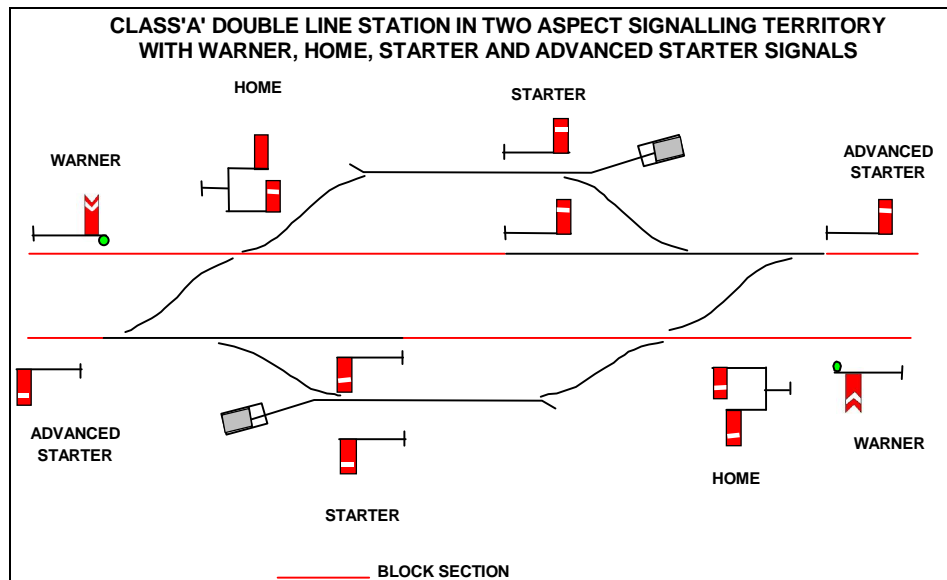 CLASS'A' DOUBLE LINE STATION IN TWO ASPECT SIGNALLING TERRITORY
WITH WARNER, HOME, STARTER AND ADVANCED STARTER SIGNALS
HOME
STARTER
WARNER
ADVANCED
STARTER
ADVANCED
STARTER
WARNER
HOME
STARTER
BLOCK SECTION